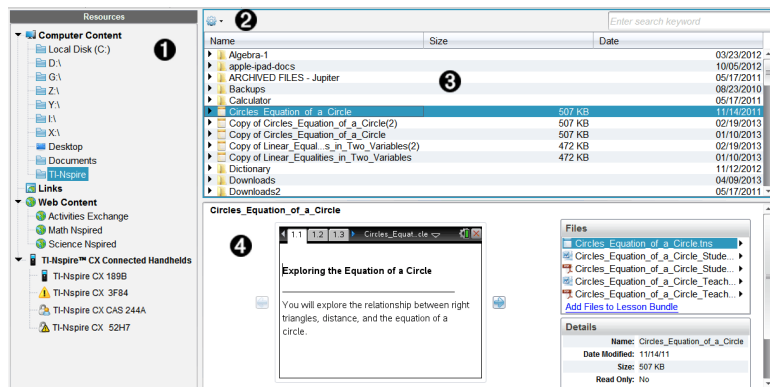 Resources
Computer Content
Local Disk (C:)
D:\
G:\
Z:\
Y:\
I:\
X:\
Desktop
Documents
TI-Nspire
Links
Web Content
Activities Exchange
Math Nspired
Science Nspired
TI-Nspire™ CX Connected Handhelds
TI-Nspire CX 189B
TI-Nspire CX 3F84
TI-Nspire CX CAS 244A
TI-Nspire CX 52H7
1
2
Enter search keyword
Name Size Date
Algebra-1 03/23/2012
apple-ipad-docs 10/05/2012
ARCHIVED FILES - Jupiter 05/17/2011
3
Backups 08/23/2010
Calculator 05/17/2011
Circles_Equation_of_a_Circle 507 KB 11/14/2011
Copy of Circles_Equation_of_a_Circle(2) 507 KB 02/19/2013
Copy of Circles_Equation_of_a_Circle 507 KB 01/10/2013
Copy of Linear_Equal...s_in_Two_Variables(2) 472 KB 02/19/2013
Copy of Linear_Equalities_in_Two_Variables 472 KB 01/10/2013
Dictionary 11/12/2012
Downloads 04/09/2013
Downloads2 05/17/2011
Circles_Equation_of_a_Circle
4
1.1 1.2 1.3 Circles_Equat..cle
Exploring the Equation of a Circle
You will explore the relationship between right
triangles, distance, and the equation of a
circle.
Files
Circles_Equation_of_a_Circle.tns
Circles_Equation_of_a_Circle_Stude...
Circles_Equation_of_a_Circle_Stude...
Circles_Equation_of_a_Circle_Teach...
Circles_Equation_of_a_Circle_Teach...
Add Files to Lesson Bundle
Details
Name: Circles_Equation_of_a_Circle
Date Modified: 11/14/11
Size: 507 KB
Read Only: No